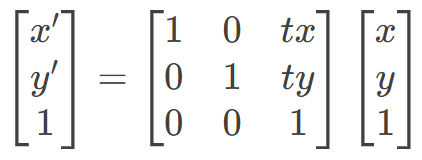 x′ 1 0 tx x
y′ = 0 1 ty y
1 0 0 1 1